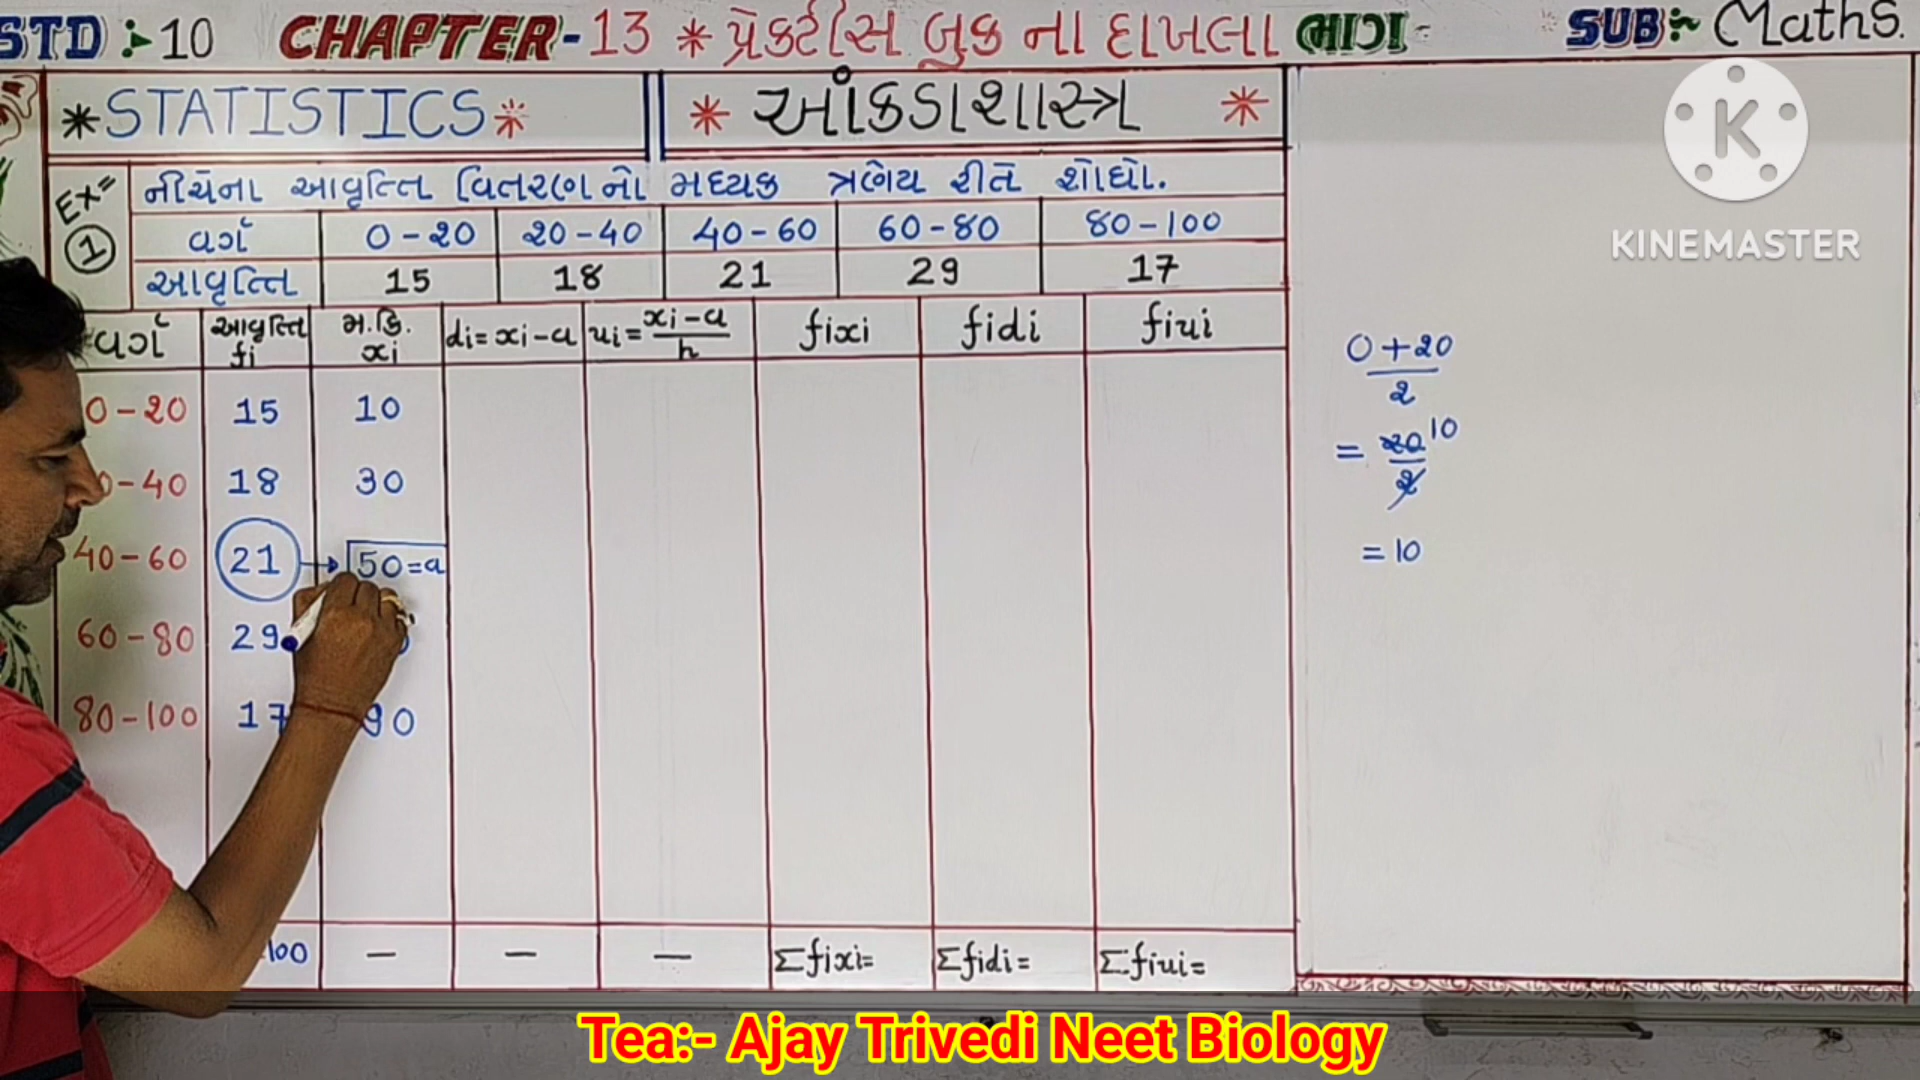 STD :- 10 CHAPTER-13 * પ્રેકટીસ બુક ના દાખલા ભાગ - SUB:- Maths.
* STATISTICS * * આંકડાશાસ્ત્ર *
K
KINEMASTER
Ex= 1 નીચેના આવૃત્તિ વિતરણનો મધ્યક ત્રણેય રીતે શોધો.
વર્ગ 0-20 20-40 40-60 60-80 80-100
આવૃત્તિ 15 18 21 29 17
વર્ગ આવૃત્તિ fi મ.કિ. xi di=xi-a ui=xi-a/h fixi fidi fiui
0-20 15 10
0-40 18 30
40-60 21 → 50=a
60-80 29
80-100 17 90
100 — — — Σfixi= Σfidi= Σfiui=
0+20
2
= 20 10
2
= 10
Tea:- Ajay Trivedi Neet Biology